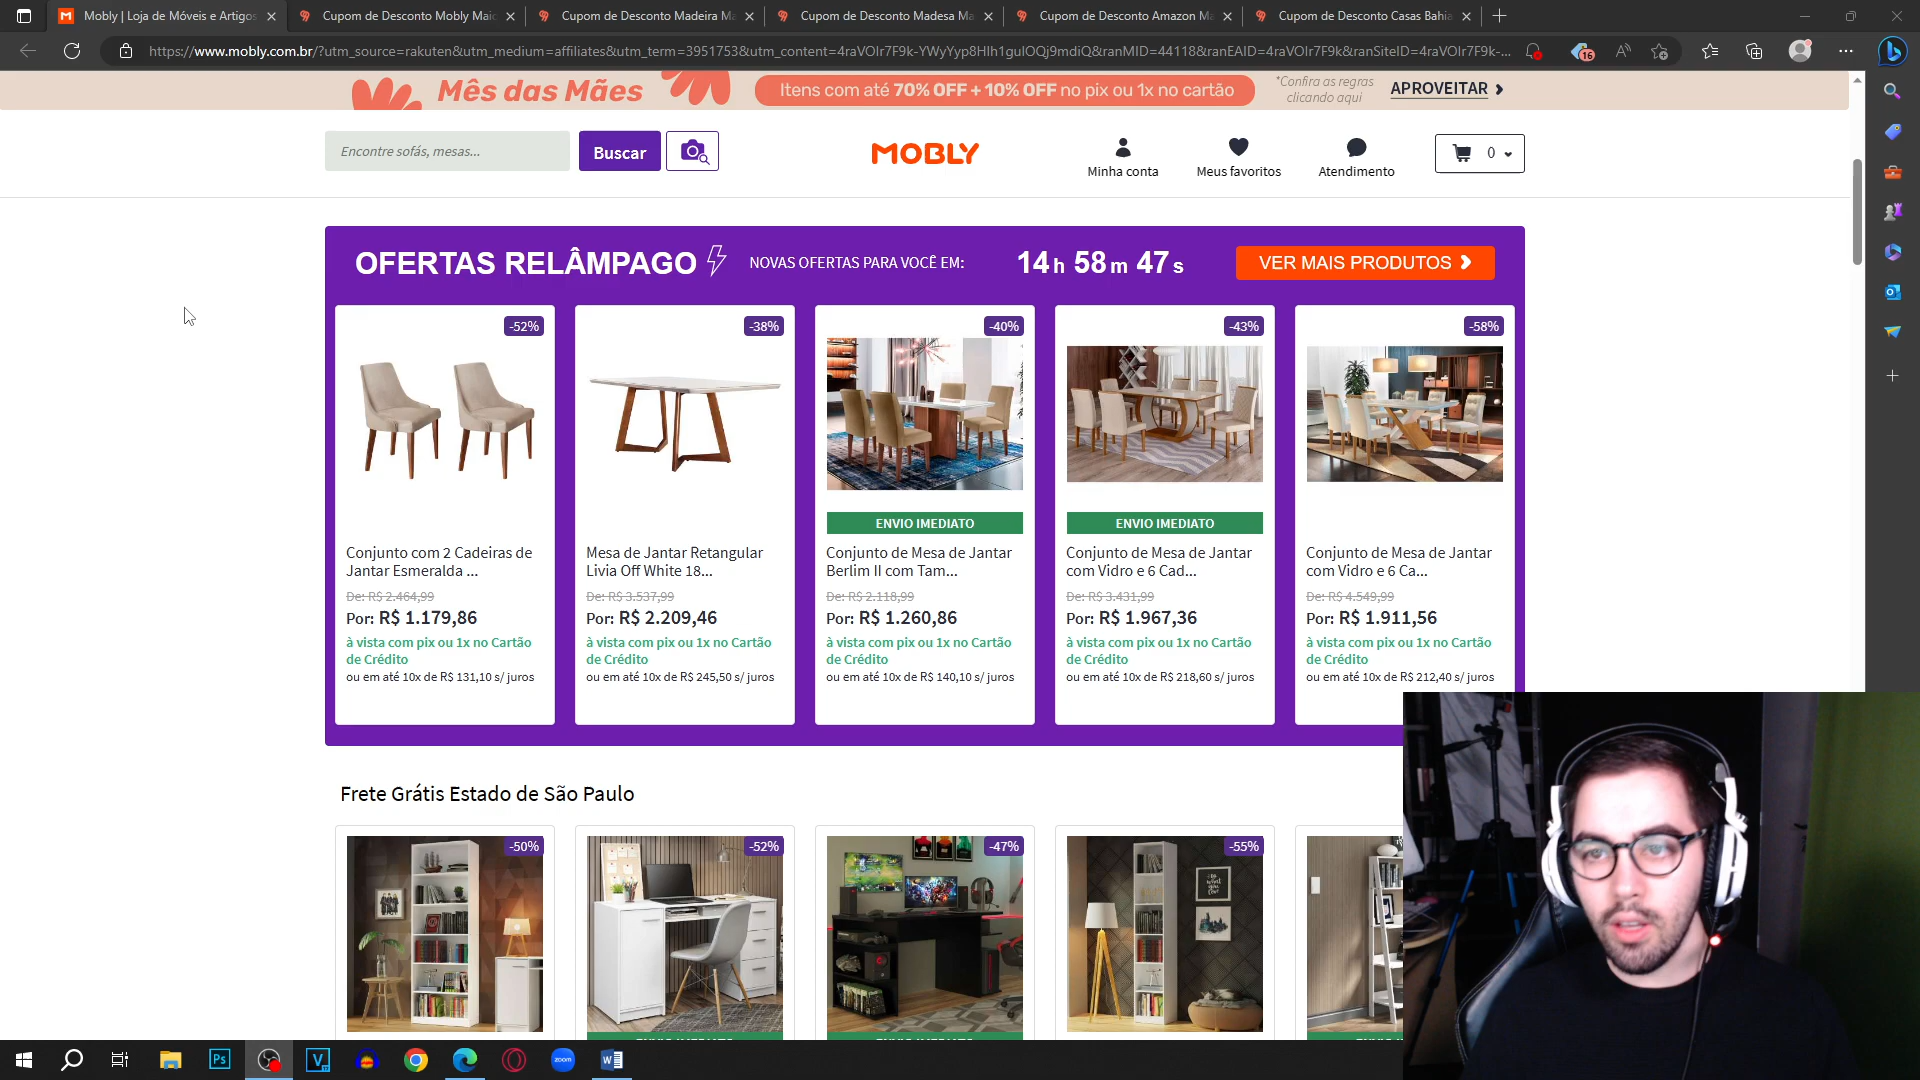 Mobly | Loja de Móveis e Artigos
Cupom de Desconto Mobly Maio
Cupom de Desconto Madeira Ma
Cupom de Desconto Madesa Ma
Cupom de Desconto Amazon Ma
Cupom de Desconto Casas Bahia
https://www.mobly.com.br/?utm_source=rakuten&utm_medium=affiliates&utm_term=3951753&utm_content=4raVOIr7F9k-YWyYyp8HIh1guIOQj9mdiQ&ranMID=44118&ranEAID=4raVOIr7F9k&ranSiteID=4raVOIr7F9k-...
16
Mês das Mães
Itens com até 70% OFF + 10% OFF no pix ou 1x no cartão
*Confira as regras
clicando aqui
APROVEITAR
Encontre sofás, mesas...
Buscar
MOBLY
Minha conta
Meus favoritos
Atendimento
0
OFERTAS RELÂMPAGO
NOVAS OFERTAS PARA VOCÊ EM:
14h 58m 47s
VER MAIS PRODUTOS
-52%
-38%
-40%
-43%
-58%
ENVIO IMEDIATO
ENVIO IMEDIATO
Conjunto com 2 Cadeiras de
Jantar Esmeralda ...
De: R$ 2.464,99
Por: R$ 1.179,86
à vista com pix ou 1x no Cartão
de Crédito
ou em até 10x de R$ 131,10 s/ juros
Mesa de Jantar Retangular
Livia Off White 18...
De: R$ 3.537,99
Por: R$ 2.209,46
à vista com pix ou 1x no Cartão
de Crédito
ou em até 10x de R$ 245,50 s/ juros
Conjunto de Mesa de Jantar
Berlim II com Tam...
De: R$ 2.118,99
Por: R$ 1.260,86
à vista com pix ou 1x no Cartão
de Crédito
ou em até 10x de R$ 140,10 s/ juros
Conjunto de Mesa de Jantar
com Vidro e 6 Cad...
De: R$ 3.431,99
Por: R$ 1.967,36
à vista com pix ou 1x no Cartão
de Crédito
ou em até 10x de R$ 218,60 s/ juros
Conjunto de Mesa de Jantar
com Vidro e 6 Ca...
De: R$ 4.549,99
Por: R$ 1.911,56
à vista com pix ou 1x no Cartão
de Crédito
ou em até 10x de R$ 212,40 s/ juros
Frete Grátis Estado de São Paulo
-50%
-52%
-47%
-55%
Ps
V
zoom
W